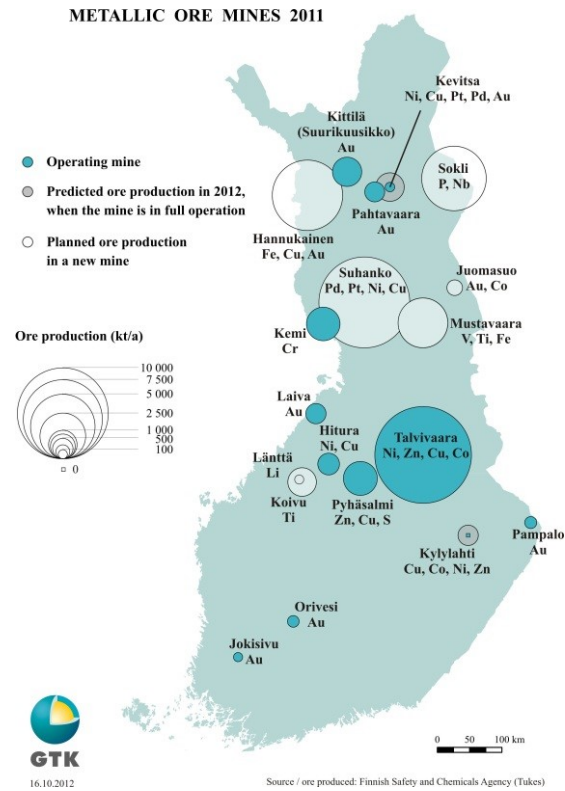 METALLIC ORE MINES 2011
Kevitsa
Ni, Cu, Pt, Pd, Au
Kittilä
(Suurikuusikko)
Au
Operating mine
Predicted ore production in 2012,
when the mine is in full operation
Planned ore production
in a new mine
Sokli
P, Nb
Pahtavaara
Au
Hannukainen
Fe, Cu, Au
Suhanko
Pd, Pt, Ni, Cu
Juomasuo
Au, Co
Mustavaara
V, Ti, Fe
Kemi
Cr
Ore production (kt/a)
10 000
7 500
5 000
2 500
1 000
500
100
0
Laiva
Au
Hitura
Ni, Cu
Talvivaara
Ni, Zn, Cu, Co
Länttä
Li
Koivu
Ti
Pyhäsalmi
Zn, Cu, S
Pampalo
Au
Kylylahti
Cu, Co, Ni, Zn
Orivesi
Au
Jokisivu
Au
GTK
16.10.2012
0 50 100 km
Source / ore produced: Finnish Safety and Chemicals Agency (Tukes)